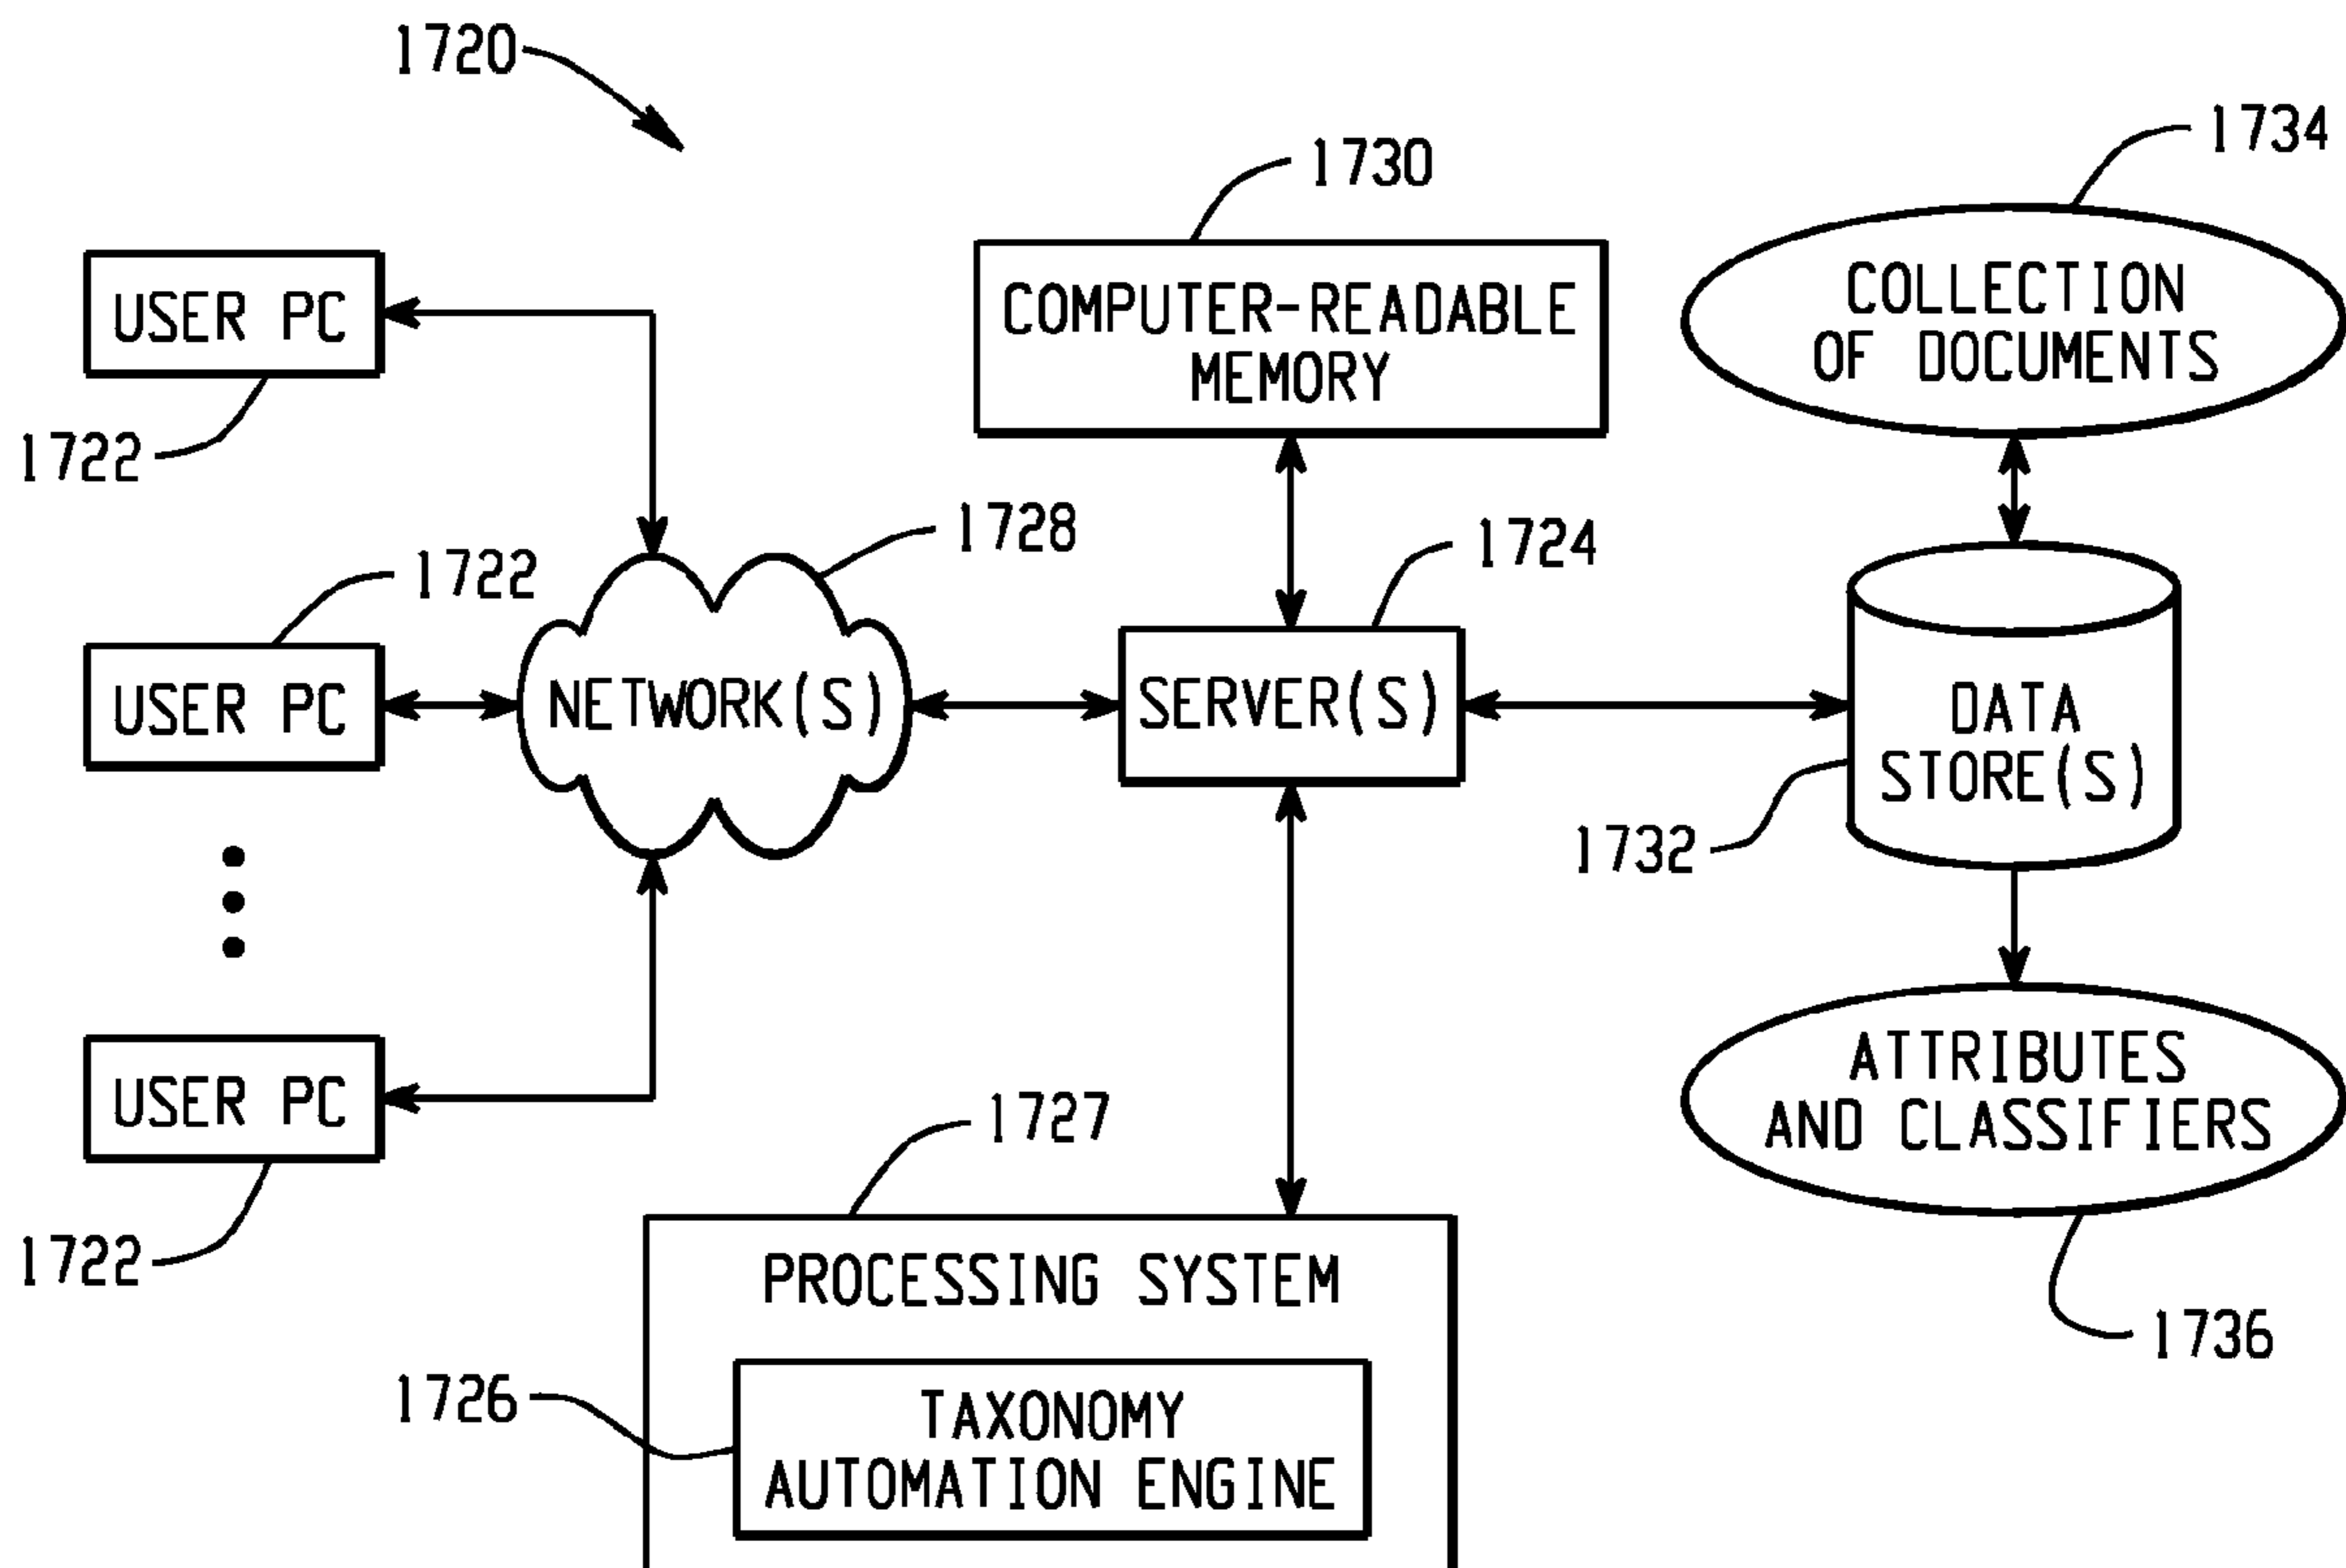 1720
1734
1730
USER PC
COMPUTER-READABLE
MEMORY
COLLECTION
OF DOCUMENTS
1722
1728
1724
1722
USER PC
NETWORK(S)
SERVER(S)
DATA
STORE(S)
1732
USER PC
1722
1727
ATTRIBUTES
AND CLASSIFIERS
1736
PROCESSING SYSTEM
1726
TAXONOMY
AUTOMATION ENGINE